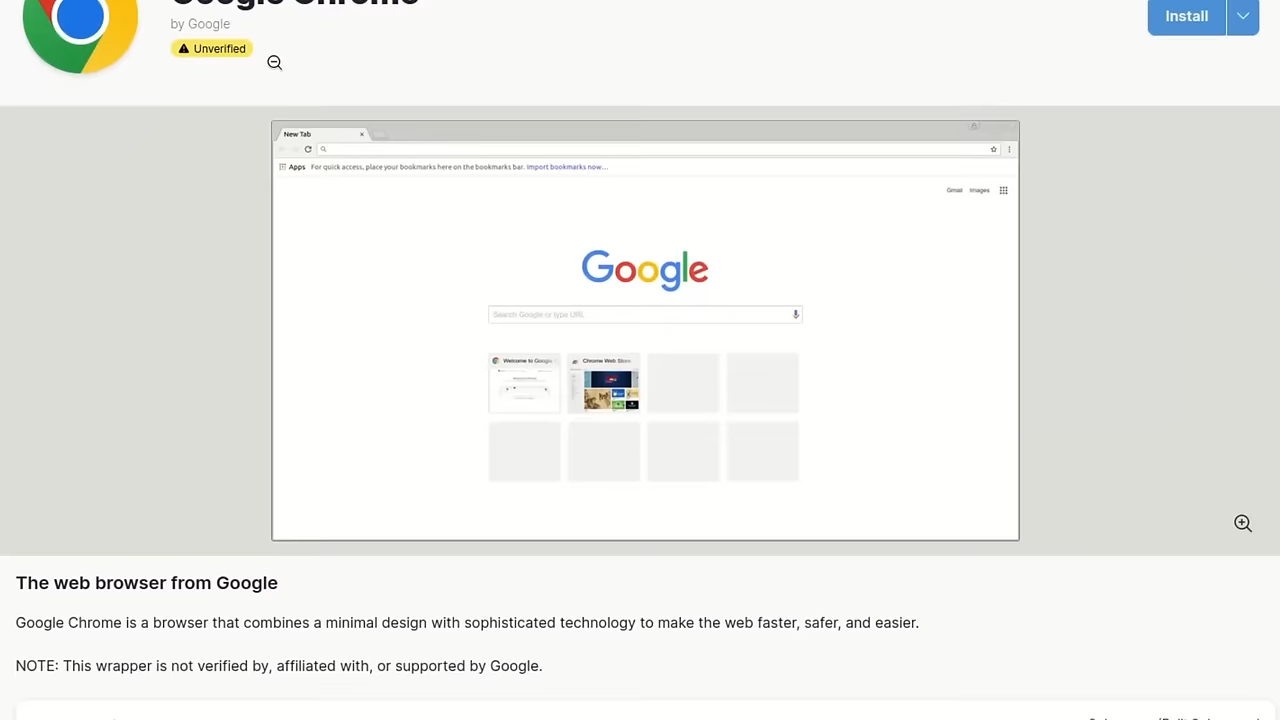 Google Chrome
by Google
Unverified
Install
New Tab
Apps For quick access, place your bookmarks here on the bookmarks bar. Import bookmarks now...
Gmail Images
Google
Search Google or type URL
Welcome to Google
Chrome Web Store
The web browser from Google
Google Chrome is a browser that combines a minimal design with sophisticated technology to make the web faster, safer, and easier.
NOTE: This wrapper is not verified by, affiliated with, or supported by Google.